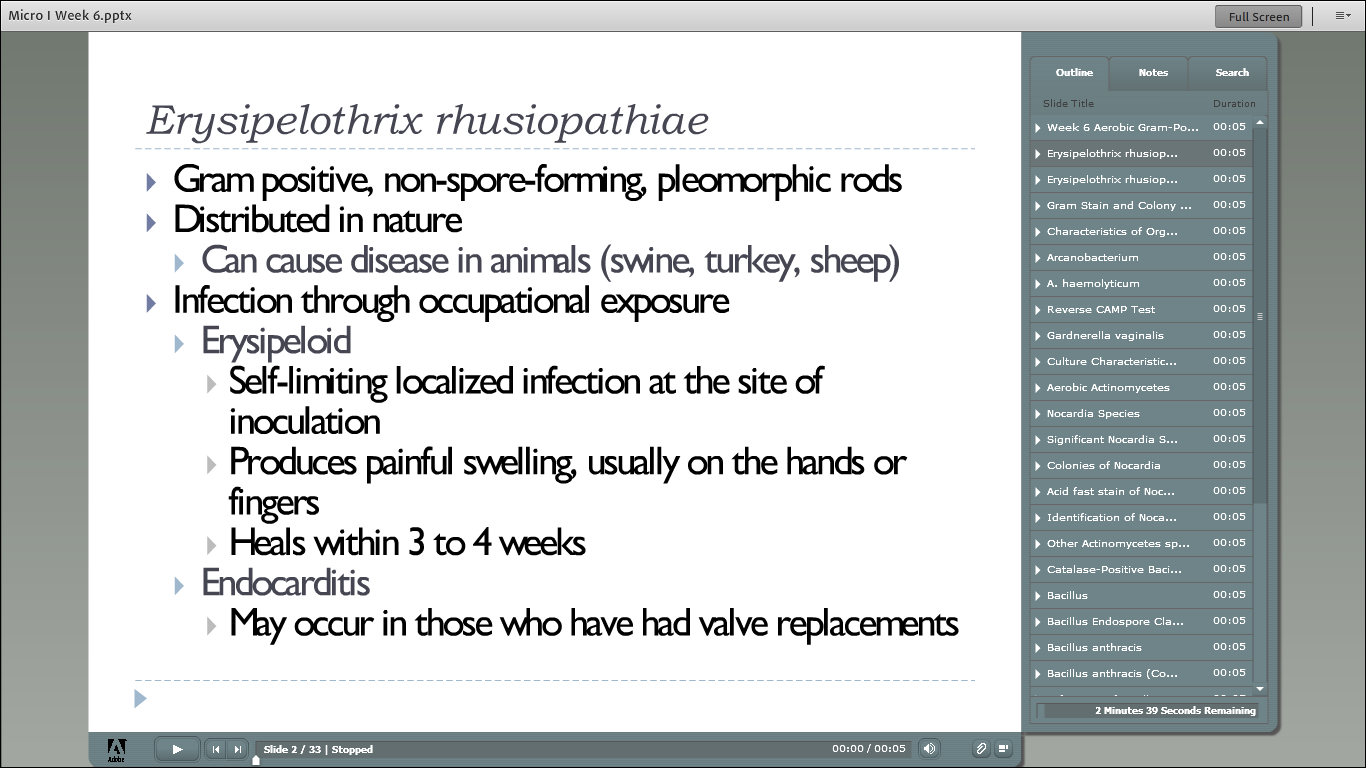 Micro I Week 6.pptx
Full Screen
Erysipelothrix rhusiopathiae
Gram positive, non-spore-forming, pleomorphic rods
Distributed in nature
Can cause disease in animals (swine, turkey, sheep)
Infection through occupational exposure
Erysipeloid
Self-limiting localized infection at the site of
inoculation
Produces painful swelling, usually on the hands or
fingers
Heals within 3 to 4 weeks
Endocarditis
May occur in those who have had valve replacements
Outline Notes Search
Slide Title Duration
Week 6 Aerobic Gram-Po... 00:05
Erysipelothrix rhusiop... 00:05
Erysipelothrix rhusiop... 00:05
Gram Stain and Colony ... 00:05
Characteristics of Org... 00:05
Arcanobacterium 00:05
A. haemolyticum 00:05
Reverse CAMP Test 00:05
Gardnerella vaginalis 00:05
Culture Characteristic... 00:05
Aerobic Actinomycetes 00:05
Nocardia Species 00:05
Significant Nocardia S... 00:05
Colonies of Nocardia 00:05
Acid fast stain of Noc... 00:05
Identification of Noca... 00:05
Other Actinomycetes sp... 00:05
Catalase-Positive Baci... 00:05
Bacillus 00:05
Bacillus Endospore Cla... 00:05
Bacillus anthracis 00:05
Bacillus anthracis (Co... 00:05
2 Minutes 39 Seconds Remaining
Adobe
Slide 2 / 33 | Stopped 00:00 / 00:05